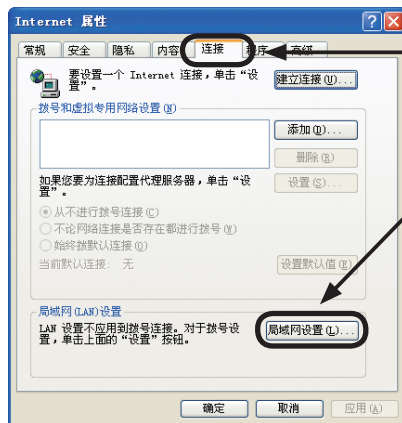 Internet 属性
常规 安全 隐私 内容 连接 程序 高级
要设置一个 Internet 连接，单击“设
置”。
建立连接(U)...
拨号和虚拟专用网络设置(N)
添加(D)...
删除(R)
如果您要为连接配置代理服务器，单击“设
置”。
设置(S)...
从不进行拨号连接(C)
不论网络连接是否存在都进行拨号(W)
始终拨默认连接(O)
当前默认连接： 无
设置默认值(E)
局域网(LAN)设置
LAN 设置不应用到拨号连接。对于拨号设
置，单击上面的“设置”按钮。
局域网设置(L)...
确定 取消 应用(A)